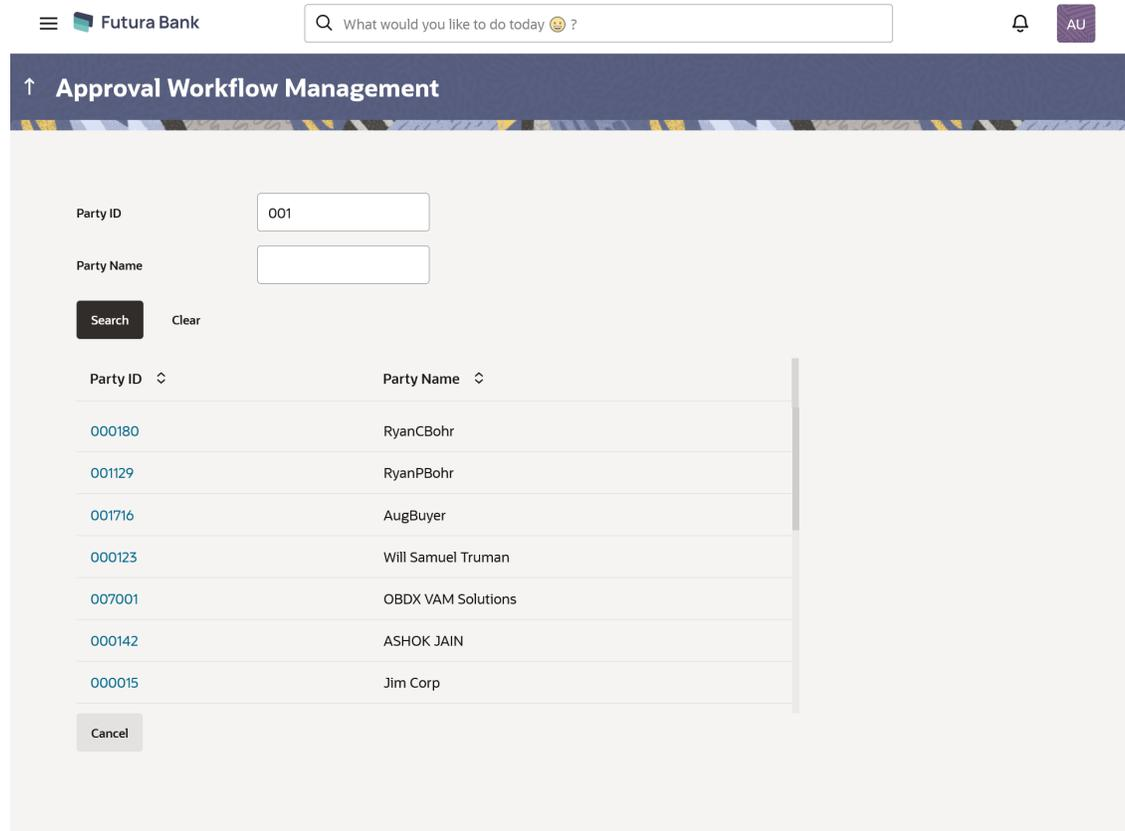 Futura Bank
What would you like to do today 😀 ?
AU
↑ Approval Workflow Management
Party ID 001
Party Name
Search Clear
Party ID Party Name
000180 RyanCBohr
001129 RyanPBohr
001716 AugBuyer
000123 Will Samuel Truman
007001 OBDX VAM Solutions
000142 ASHOK JAIN
000015 Jim Corp
Cancel